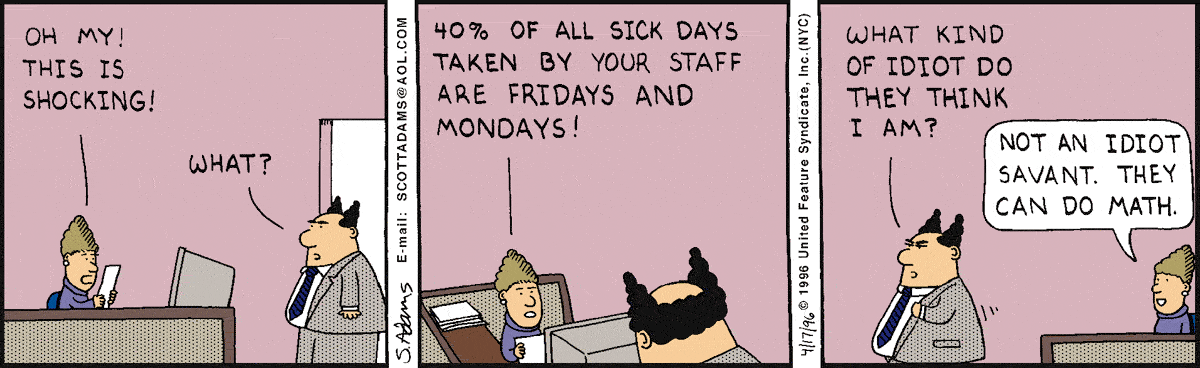 OH MY!
THIS IS
SHOCKING!
WHAT?
S. Adams E-mail: SCOTTADAMS@AOL.COM
40% OF ALL SICK DAYS
TAKEN BY YOUR STAFF
ARE FRIDAYS AND
MONDAYS!
4/17/96 © 1996 United Feature Syndicate, Inc.(NYC)
WHAT KIND
OF IDIOT DO
THEY THINK
I AM?
NOT AN IDIOT
SAVANT. THEY
CAN DO MATH.